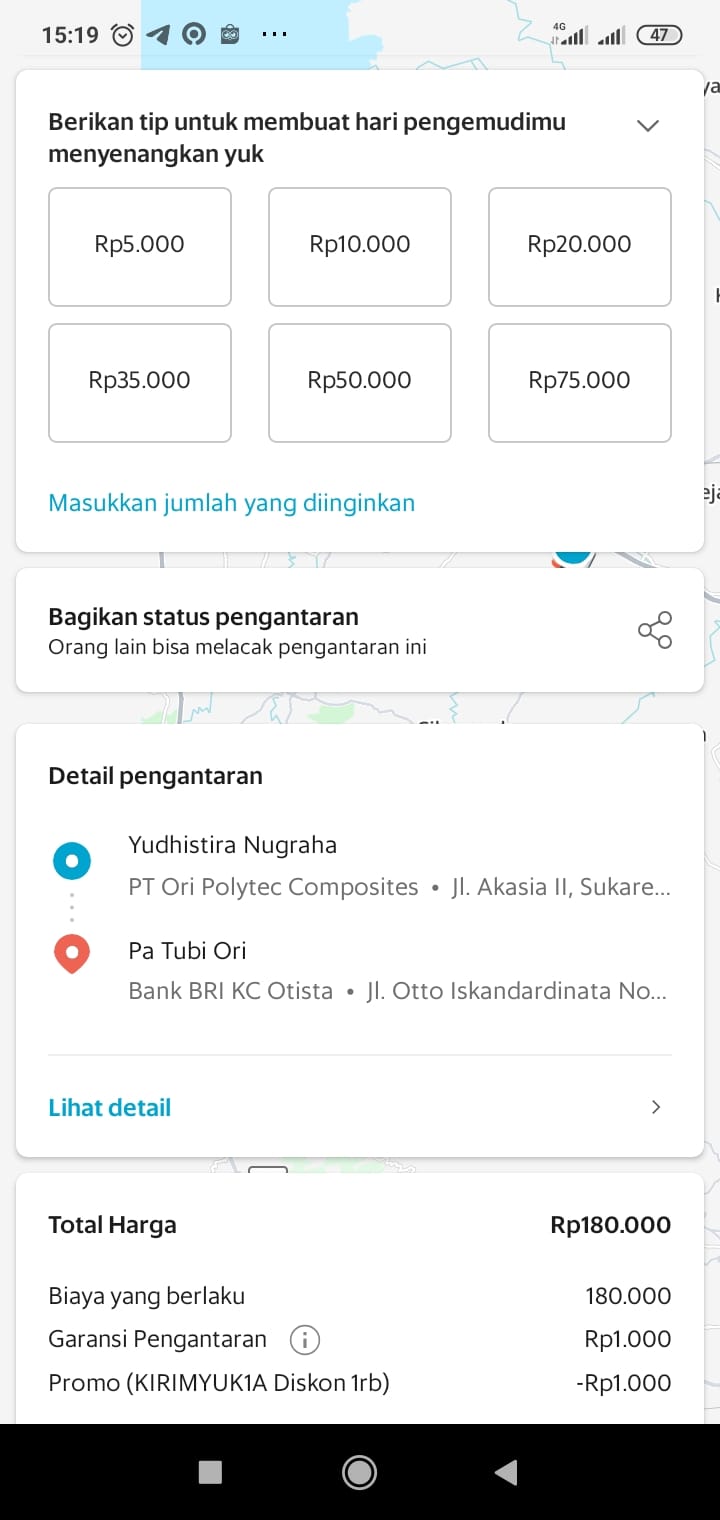 15:19
4G
47
Berikan tip untuk membuat hari pengemudimu
menyenangkan yuk
Rp5.000
Rp10.000
Rp20.000
Rp35.000
Rp50.000
Rp75.000
Masukkan jumlah yang diinginkan
Bagikan status pengantaran
Orang lain bisa melacak pengantaran ini
Detail pengantaran
Yudhistira Nugraha
PT Ori Polytec Composites • Jl. Akasia II, Sukare...
Pa Tubi Ori
Bank BRI KC Otista • Jl. Otto Iskandardinata No...
Lihat detail
Total Harga Rp180.000
Biaya yang berlaku 180.000
Garansi Pengantaran Rp1.000
Promo (KIRIMYUK1A Diskon 1rb) -Rp1.000